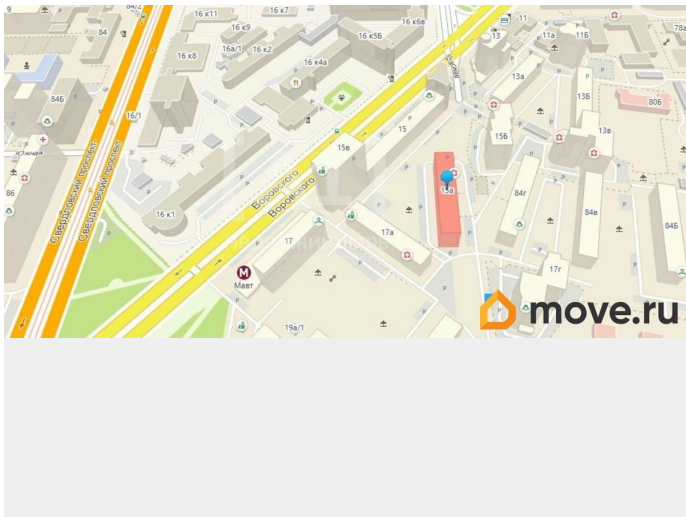 9
84/2
16 к11
16 к7
16 к9
16 к6в
11
84
16 к5б
13
11а
11Б
78а
16а/1
16 к2
16 к8
16 к4а
Красная
13а
84Б
13Б
80Б
16/1
15
13в
15Б
Южная
15в
86
Свердловский проспект
Свердловский проспект
Воровского
Воровского
15а
84г
16 к1
84в
84Б
17
17а
17г
М
Мавт
19а/1
move.ru